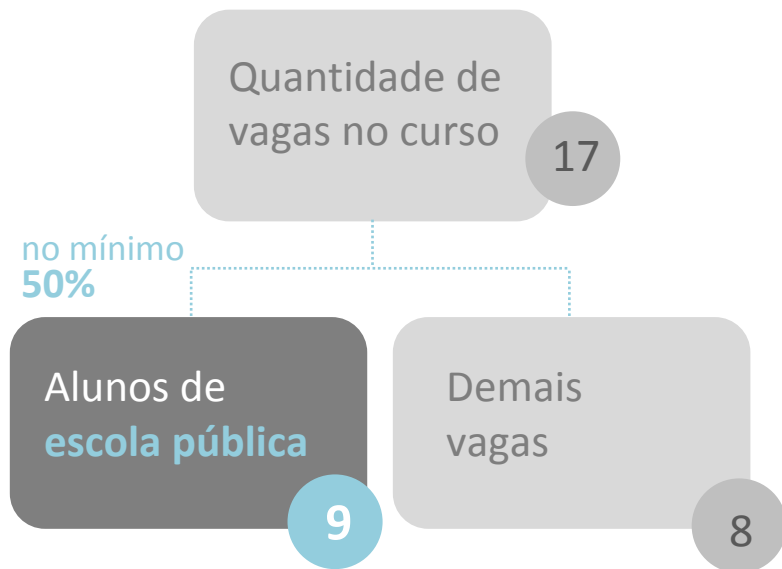 Quantidade de
vagas no curso
17
no mínimo
50%
Alunos de
escola pública
9
Demais
vagas
8